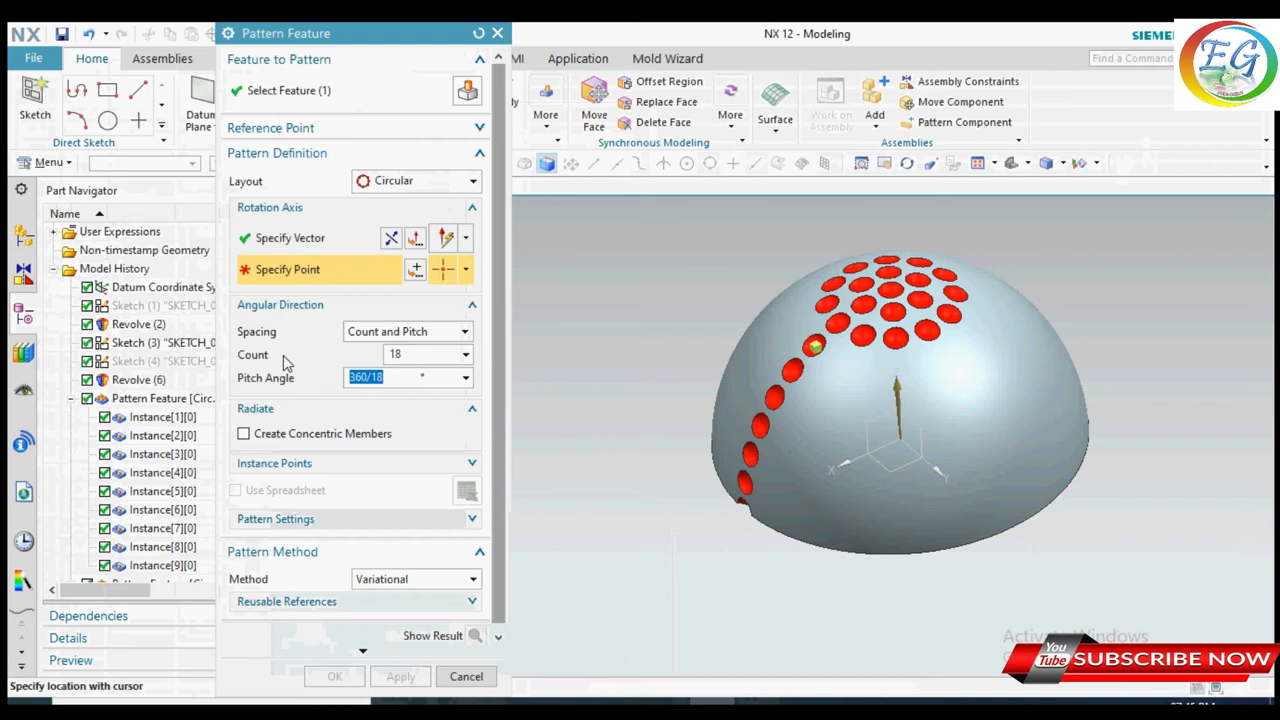 NX
Pattern Feature
NX 12 - Modeling
SIEM
EG
File
Home
Assemblies
MI
Application
Mold Wizard
Find a Command
Sketch
Datum
Plane
Direct Sketch
More
Move
Face
Offset Region
Replace Face
Delete Face
More
Synchronous Modeling
Surface
Work on
Assembly
Add
Assembly Constraints
Move Component
Pattern Component
Assemblies
Menu
Part Navigator
Name
User Expressions
Non-timestamp Geometry
Model History
Datum Coordinate Sy
Sketch (1) "SKETCH_0
Revolve (2)
Sketch (3) "SKETCH_0
Sketch (4) "SKETCH_0
Revolve (6)
Pattern Feature [Circ
Instance[1][0]
Instance[2][0]
Instance[3][0]
Instance[4][0]
Instance[5][0]
Instance[6][0]
Instance[7][0]
Instance[8][0]
Instance[9][0]
Dependencies
Details
Preview
Feature to Pattern
Select Feature (1)
Reference Point
Pattern Definition
Layout
Circular
Rotation Axis
Specify Vector
Specify Point
Angular Direction
Spacing
Count and Pitch
Count
18
Pitch Angle
360/18
°
Radiate
Create Concentric Members
Instance Points
Use Spreadsheet
Pattern Settings
Pattern Method
Method
Variational
Reusable References
Show Result
OK
Apply
Cancel
X
Y
Activate Windows
You
Tube
SUBSCRIBE NOW
Specify location with cursor